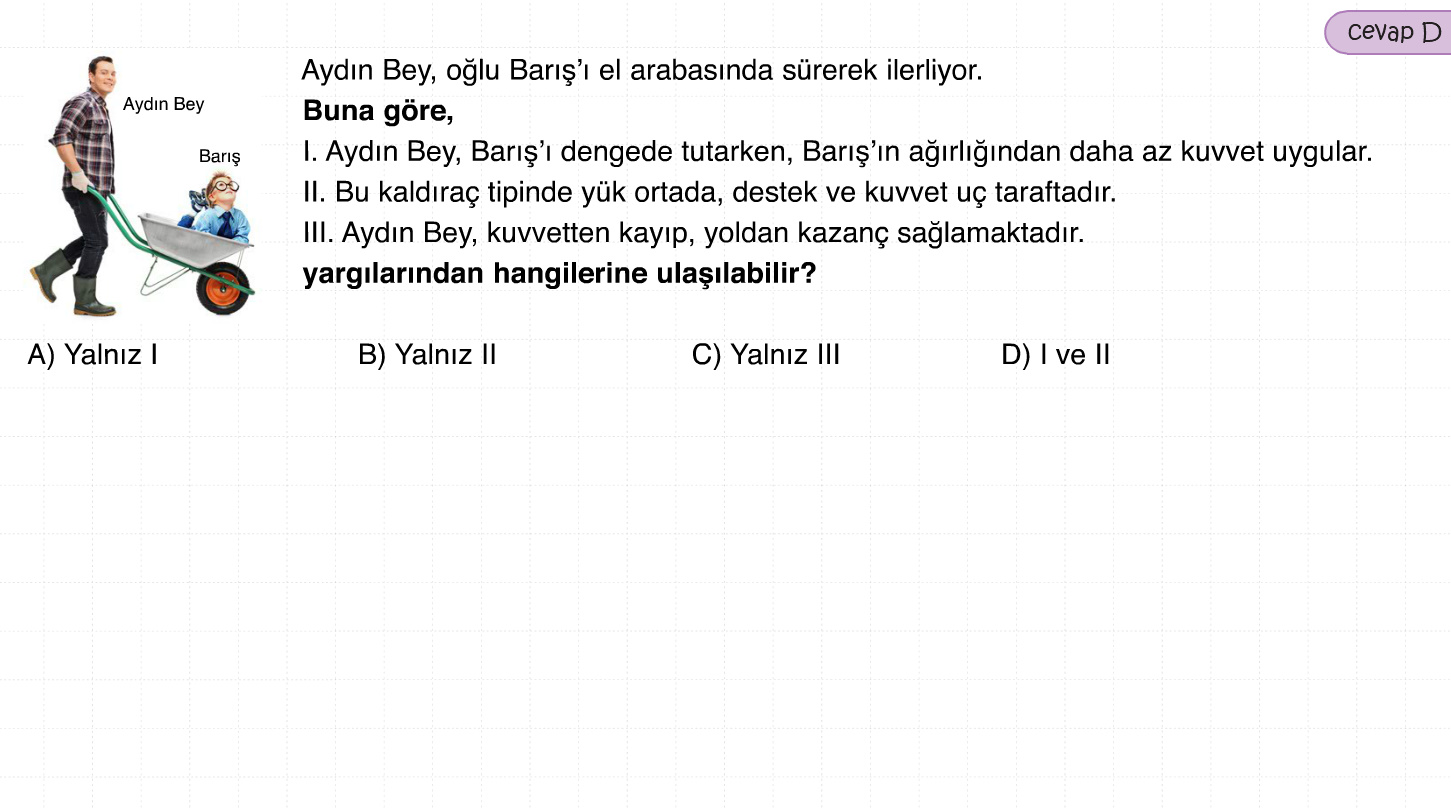 cevap D
Aydın Bey, oğlu Barış’ı el arabasında sürerek ilerliyor.
Aydın Bey
Buna göre,
Barış
I. Aydın Bey, Barış’ı dengede tutarken, Barış’ın ağırlığından daha az kuvvet uygular.
II. Bu kaldıraç tipinde yük ortada, destek ve kuvvet uç taraftadır.
III. Aydın Bey, kuvvetten kayıp, yoldan kazanç sağlamaktadır.
yargılarından hangilerine ulaşılabilir?
A) Yalnız I
B) Yalnız II
C) Yalnız III
D) I ve II